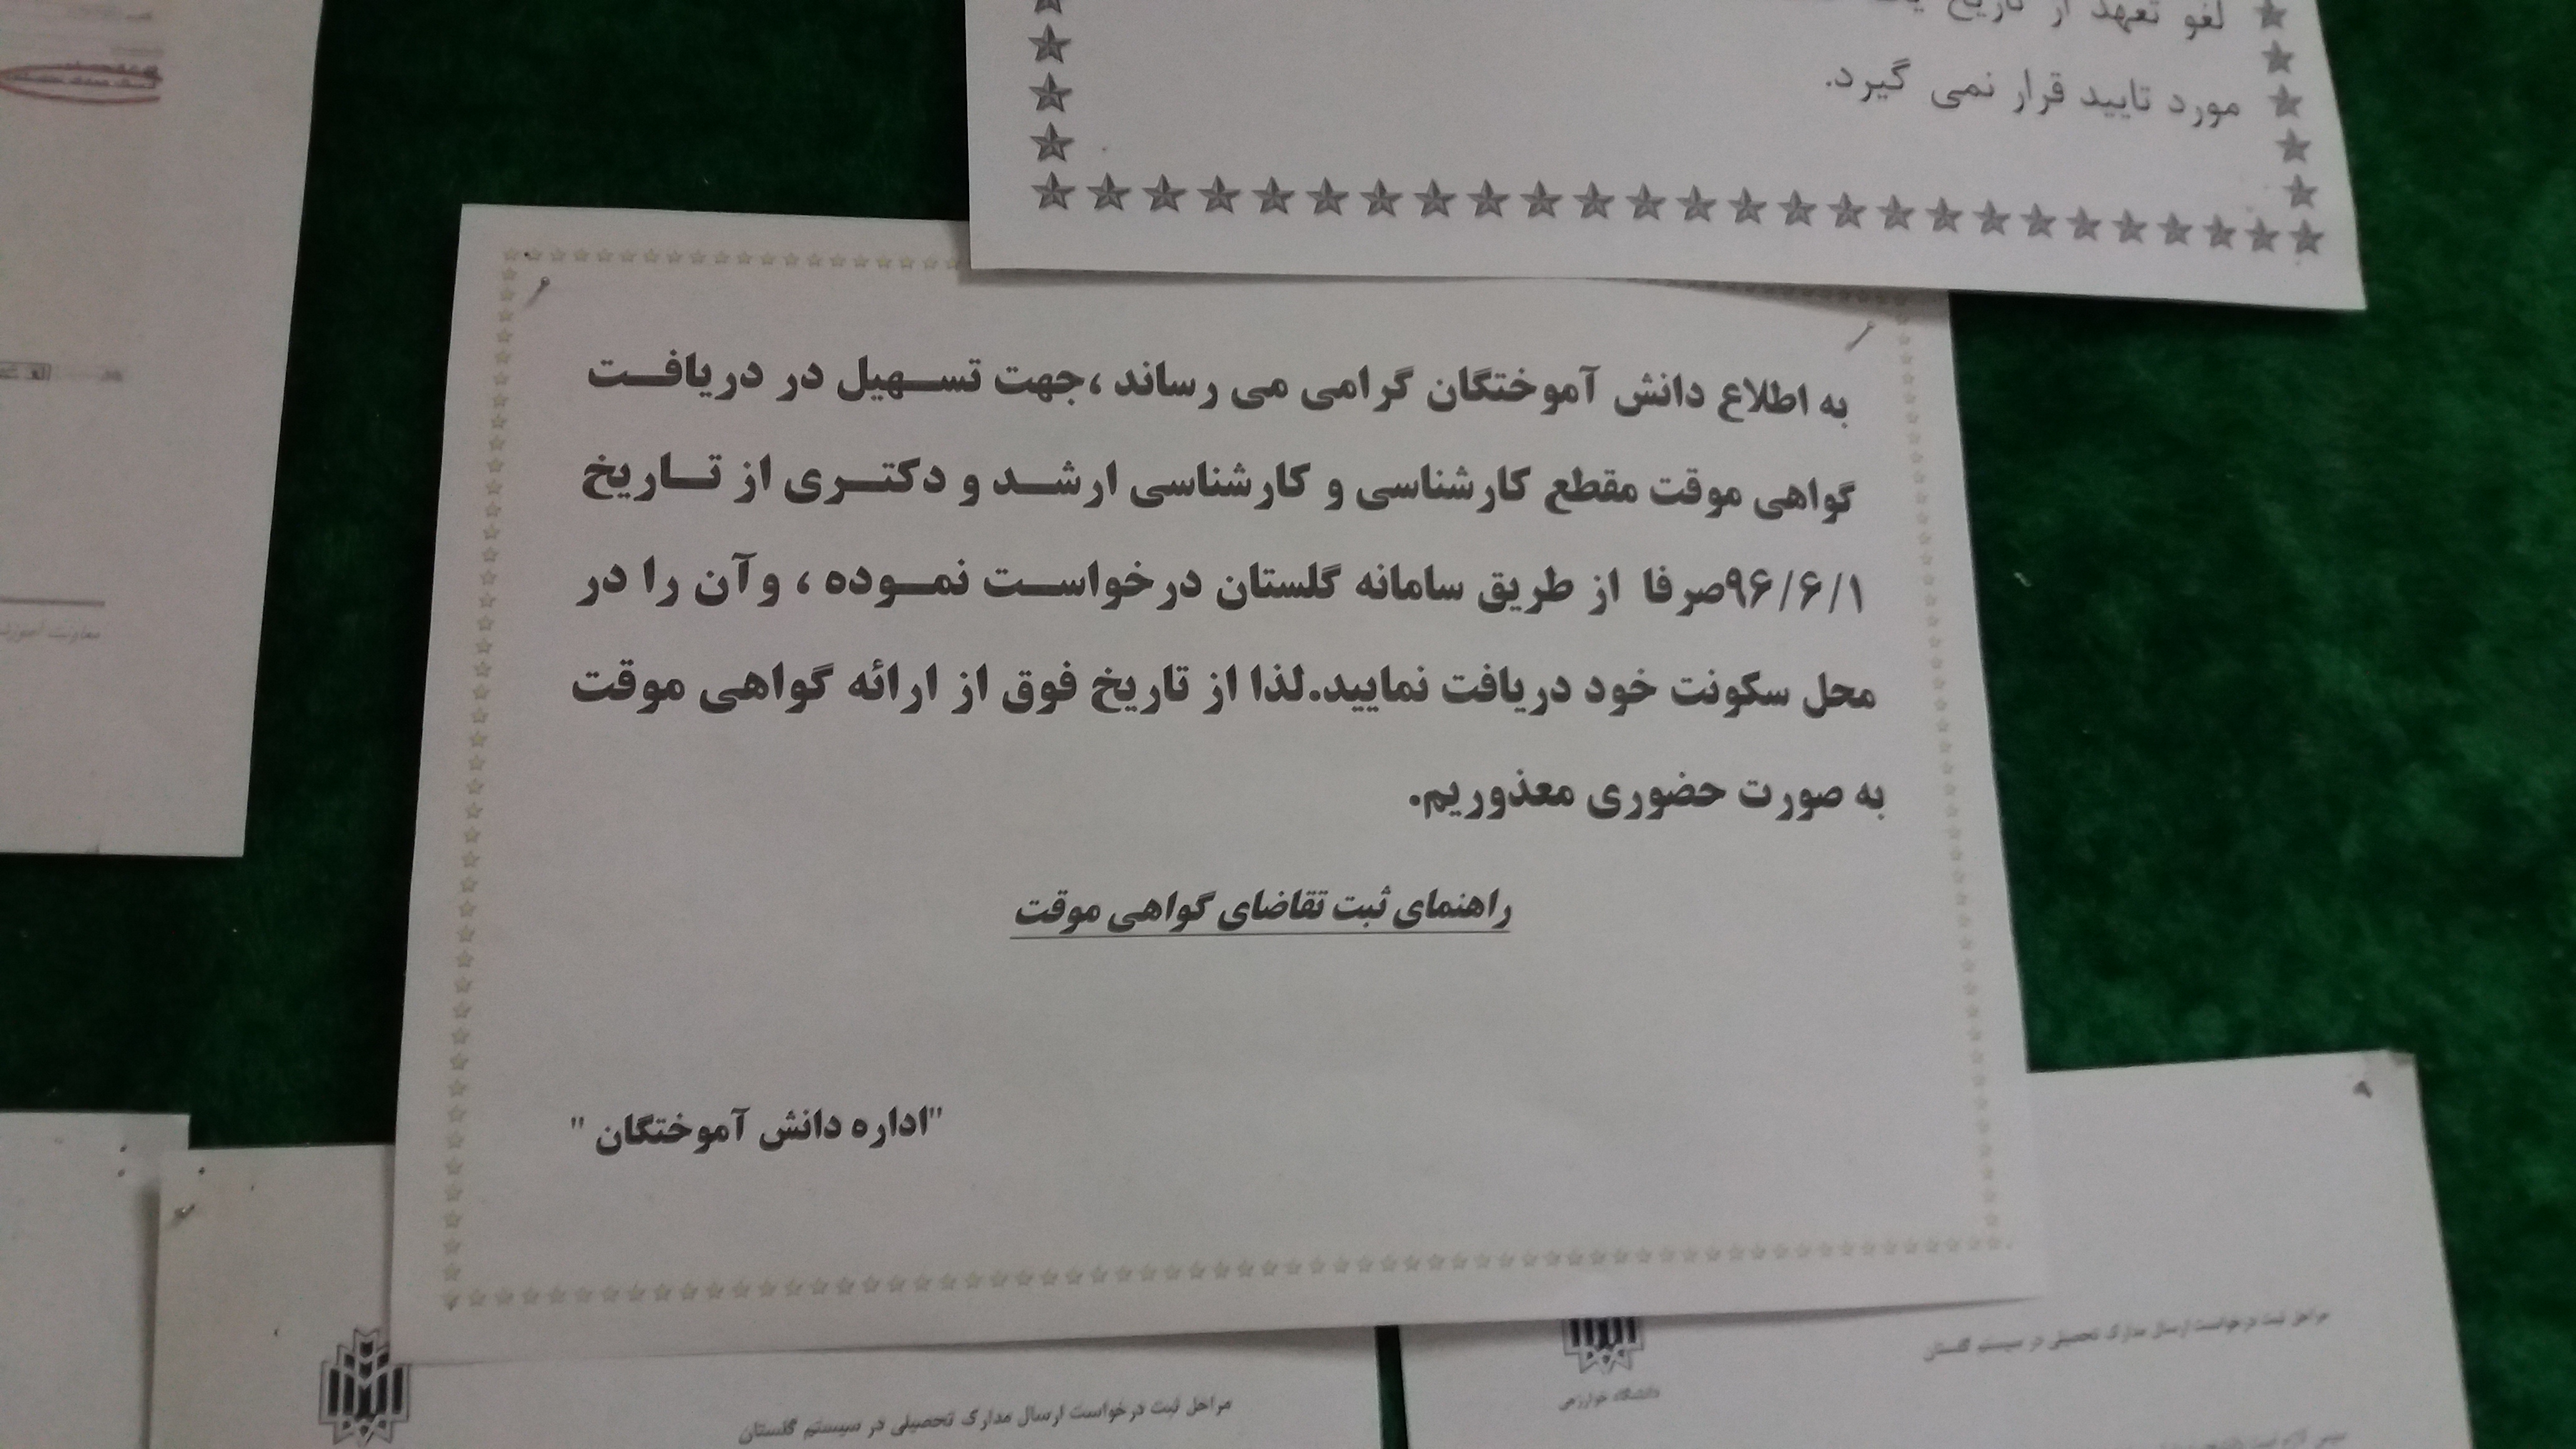 لغو تعهد از تاریخ
مورد تایید قرار نمی گیرد.
به اطلاع دانش آموختگان گرامی می رساند ،جهت تسهیل در دریافت
گواهی موقت مقطع کارشناسی و کارشناسی ارشد و دکتری از تاریخ
۹۶/۶/۱صرفا از طریق سامانه گلستان درخواست نموده ، وآن را در
محل سکونت خود دریافت نمایید.لذا از تاریخ فوق از ارائه گواهی موقت
به صورت حضوری معذوریم.
راهنمای ثبت تقاضای گواهی موقت
"اداره دانش آموختگان "
معاونت آموزش
مراحل ثبت درخواست ارسال مدارک تحصیلی در سیستم گلستان
دانشگاه خوارزمی
مراحل ثبت درخواست ارسال مدارک تحصیلی در سیستم گلستان